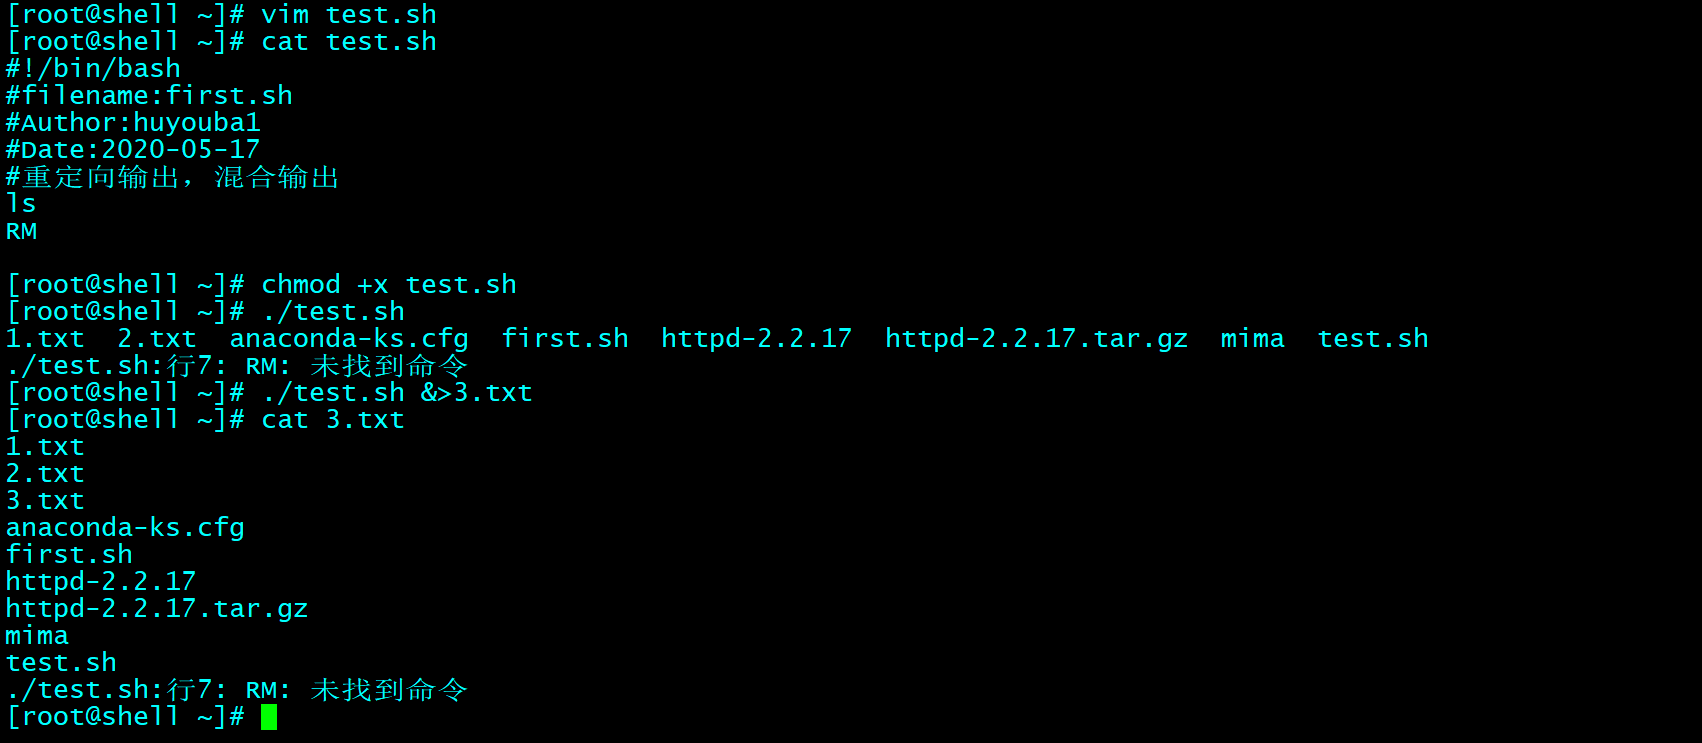 [root@shell ~]# vim test.sh
[root@shell ~]# cat test.sh
#!/bin/bash
#filename:first.sh
#Author:huyouba1
#Date:2020-05-17
#重定向输出，混合输出
ls
RM
[root@shell ~]# chmod +x test.sh
[root@shell ~]# ./test.sh
1.txt  2.txt  anaconda-ks.cfg  first.sh  httpd-2.2.17  httpd-2.2.17.tar.gz  mima  test.sh
./test.sh:行7: RM: 未找到命令
[root@shell ~]# ./test.sh &>3.txt
[root@shell ~]# cat 3.txt
1.txt
2.txt
3.txt
anaconda-ks.cfg
first.sh
httpd-2.2.17
httpd-2.2.17.tar.gz
mima
test.sh
./test.sh:行7: RM: 未找到命令
[root@shell ~]#